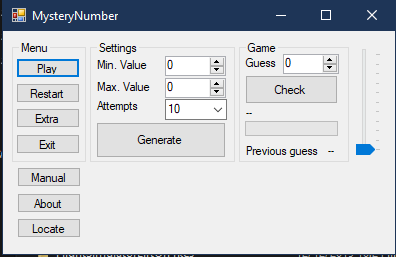 MysteryNumber
Menu
Play
Restart
Extra
Exit
Manual
About
Locate
Settings
Min. Value 0
Max. Value 0
Attempts 10
Generate
Game
Guess 0
Check
--
Previous guess --